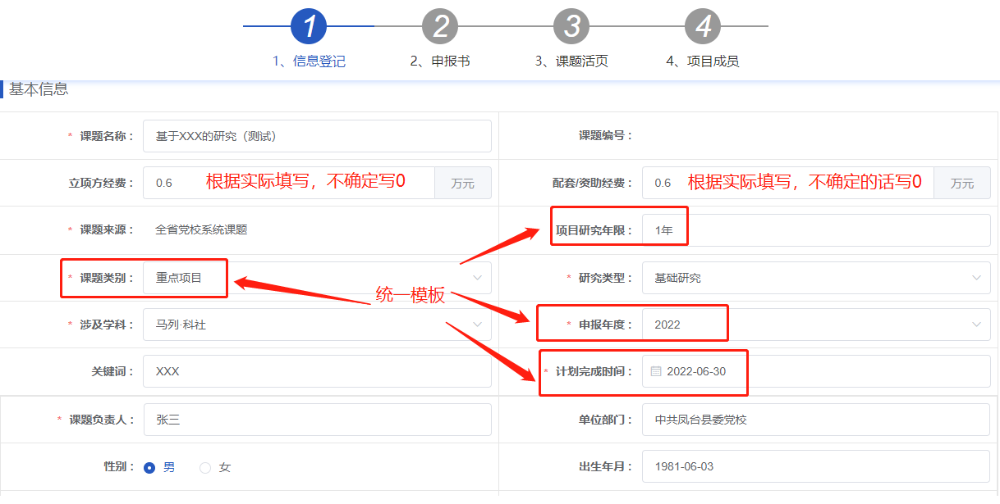 1 2 3 4
1、信息登记 2、申报书 3、课题活页 4、项目成员
基本信息
* 课题名称： 基于XXX的研究（测试） 课题编号：
立项方经费： 0.6 根据实际填写，不确定写0 万元 配套/资助经费： 0.6 根据实际填写，不确定的话写0 万元
* 课题来源： 全省党校系统课题 项目研究年限： 1年
* 课题类别： 重点项目 * 研究类型： 基础研究
统一模板
* 涉及学科： 马列·科社 * 申报年度： 2022
关键词： XXX * 计划完成时间： 2022-06-30
* 课题负责人： 张三 单位部门： 中共凤台县委党校
性别： 男 女 出生年月： 1981-06-03